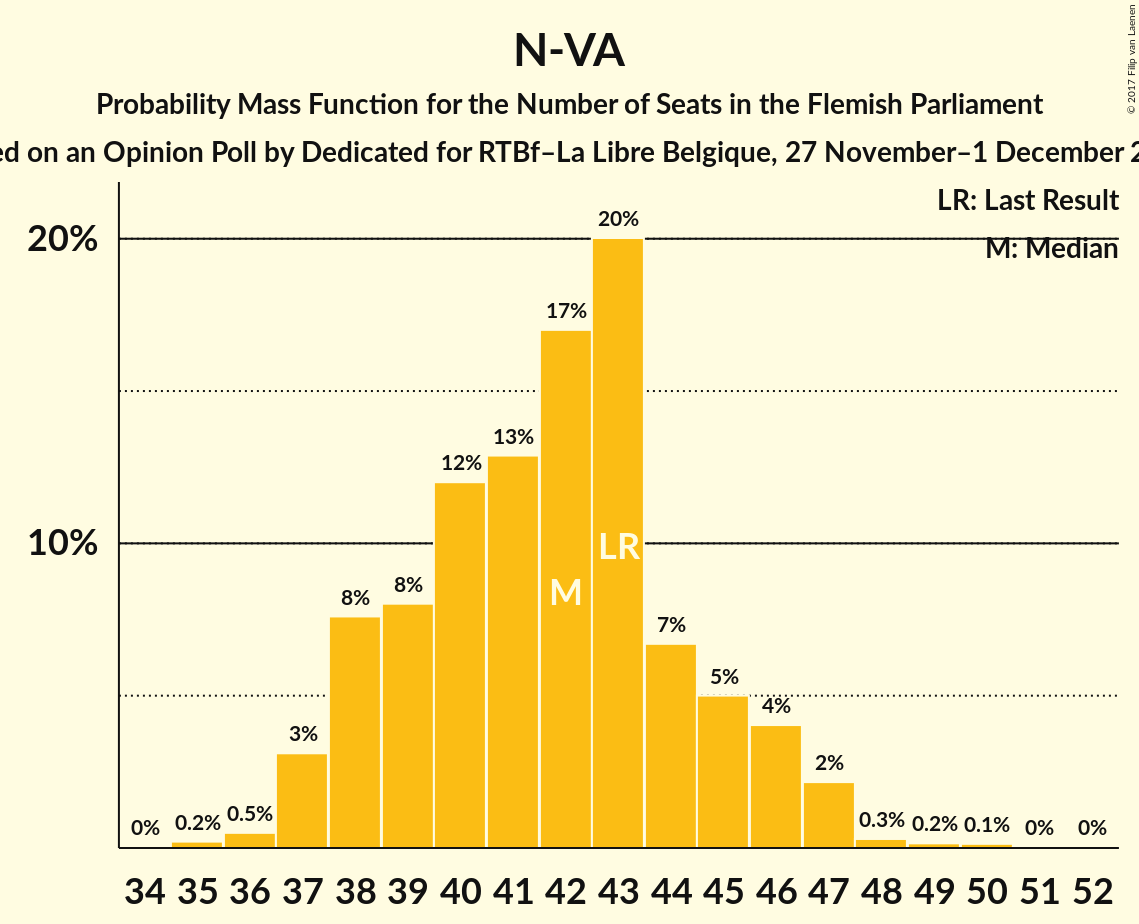 N-VA
Probability Mass Function for the Number of Seats in the Flemish Parliament
ed on an Opinion Poll by Dedicated for RTBf–La Libre Belgique, 27 November–1 December 2
© 2017 Filip van Laenen
LR: Last Result
M: Median
20%
10%
0%
0.2%
0.5%
3%
8%
8%
12%
13%
17%
20%
7%
5%
4%
2%
0.3%
0.2%
0.1%
0%
0%
M
LR
34 35 36 37 38 39 40 41 42 43 44 45 46 47 48 49 50 51 52